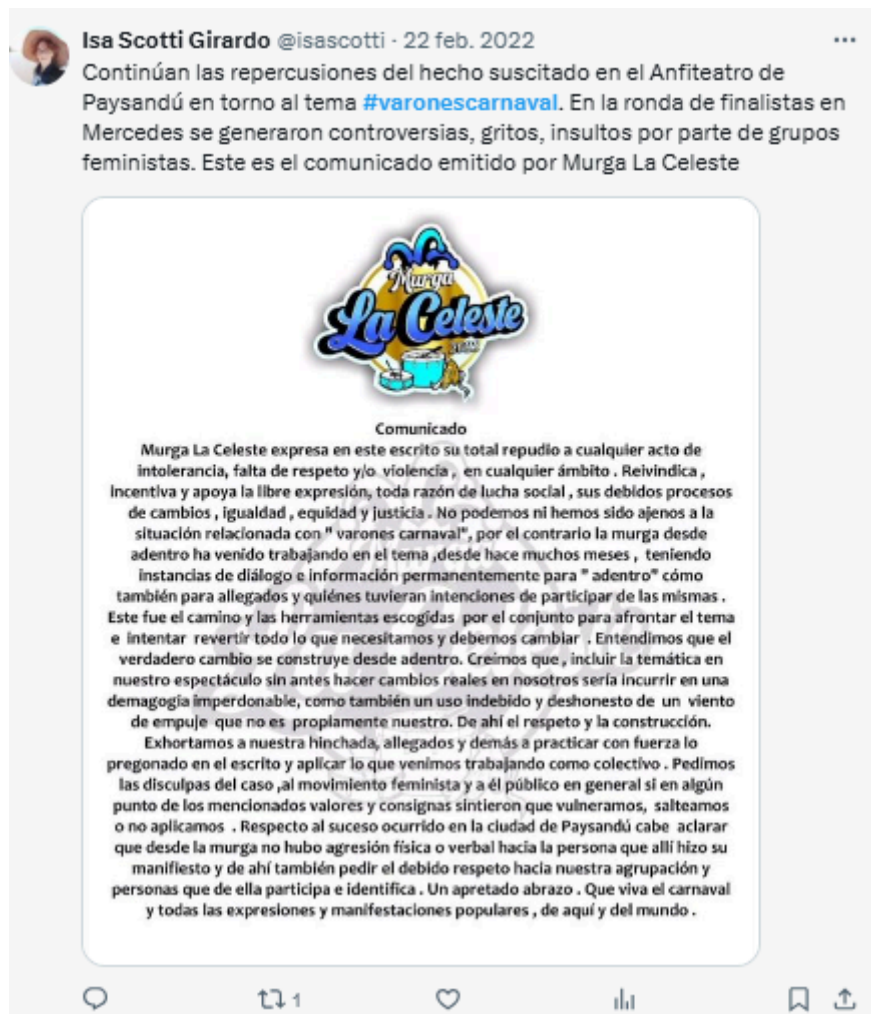 Isa Scotti Girardo @isascotti · 22 feb. 2022
Continúan las repercusiones del hecho suscitado en el Anfiteatro de
Paysandú en torno al tema #varonescarnaval. En la ronda de finalistas en
Mercedes se generaron controversias, gritos, insultos por parte de grupos
feministas. Este es el comunicado emitido por Murga La Celeste
Murga
La Celeste
Comunicado
Murga La Celeste expresa en este escrito su total repudio a cualquier acto de
intolerancia, falta de respeto y/o violencia , en cualquier ámbito . Reivindica ,
incentiva y apoya la libre expresión, toda razón de lucha social , sus debidos procesos
de cambios , igualdad , equidad y justicia . No podemos ni hemos sido ajenos a la
situación relacionada con " varones carnaval", por el contrario la murga desde
adentro ha venido trabajando en el tema ,desde hace muchos meses , teniendo
instancias de diálogo e información permanentemente para " adentro" cómo
también para allegados y quiénes tuvieran intenciones de participar de las mismas .
Este fue el camino y las herramientas escogidas por el conjunto para afrontar el tema
e intentar revertir todo lo que necesitamos y debemos cambiar . Entendimos que el
verdadero cambio se construye desde adentro. Creimos que , incluir la temática en
nuestro espectáculo sin antes hacer cambios reales en nosotros sería incurrir en una
demagogía imperdonable, como también un uso indebido y deshonesto de un viento
de empuje que no es propiamente nuestro. De ahí el respeto y la construcción.
Exhortamos a nuestra hinchada, allegados y demás a practicar con fuerza lo
pregonado en el escrito y aplicar lo que venimos trabajando como colectivo . Pedimos
las disculpas del caso ,al movimiento feminista y a él público en general si en algún
punto de los mencionados valores y consignas sintieron que vulneramos, salteamos
o no aplicamos . Respecto al suceso ocurrido en la ciudad de Paysandú cabe aclarar
que desde la murga no hubo agresión física o verbal hacia la persona que allí hizo su
manifiesto y de ahí también pedir el debido respeto hacia nuestra agrupación y
personas que de ella participa e identifica . Un apretado abrazo . Que viva el carnaval
y todas las expresiones y manifestaciones populares , de aquí y del mundo .
1